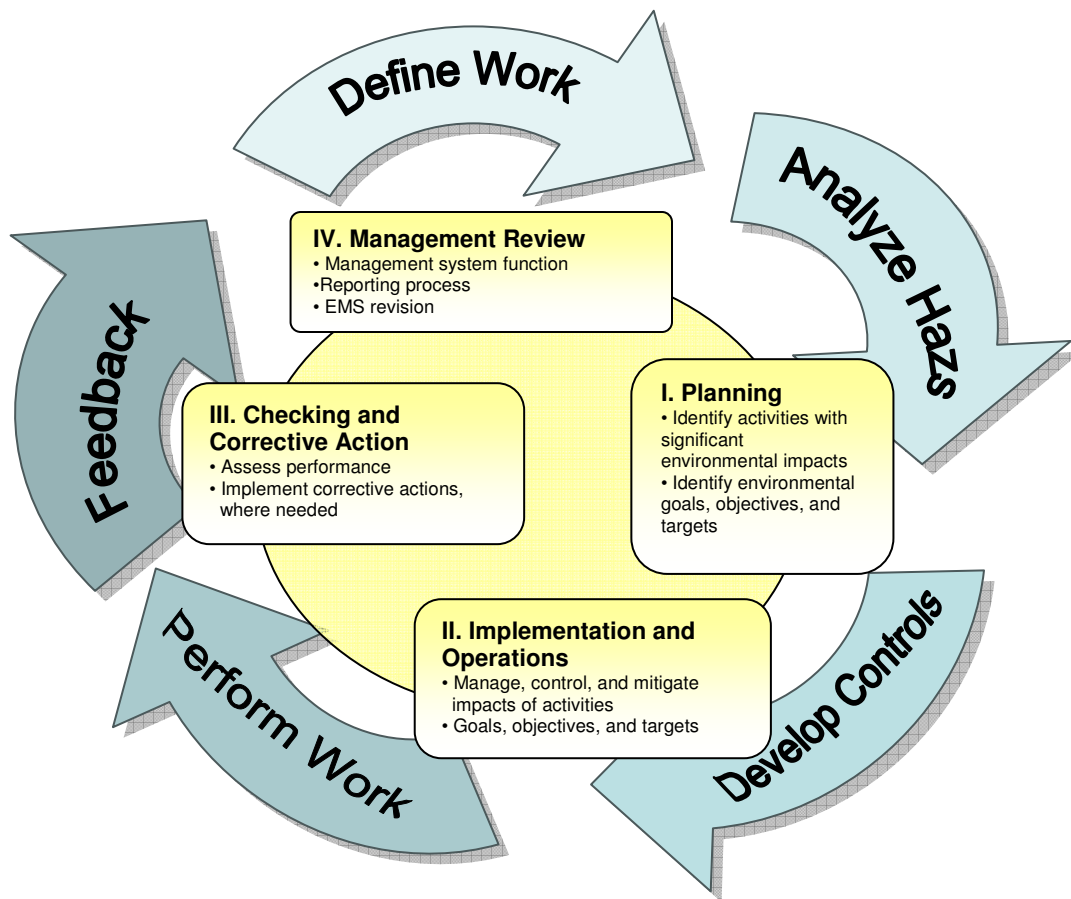 Define Work
Analyze Hazs
IV. Management Review
• Management system function
•Reporting process
• EMS revision
Feedback
I. Planning
• Identify activities with
significant
environmental impacts
• Identify environmental
goals, objectives, and
targets
III. Checking and
Corrective Action
• Assess performance
• Implement corrective actions,
where needed
II. Implementation and
Operations
• Manage, control, and mitigate
impacts of activities
• Goals, objectives, and targets
Develop Controls
Perform Work